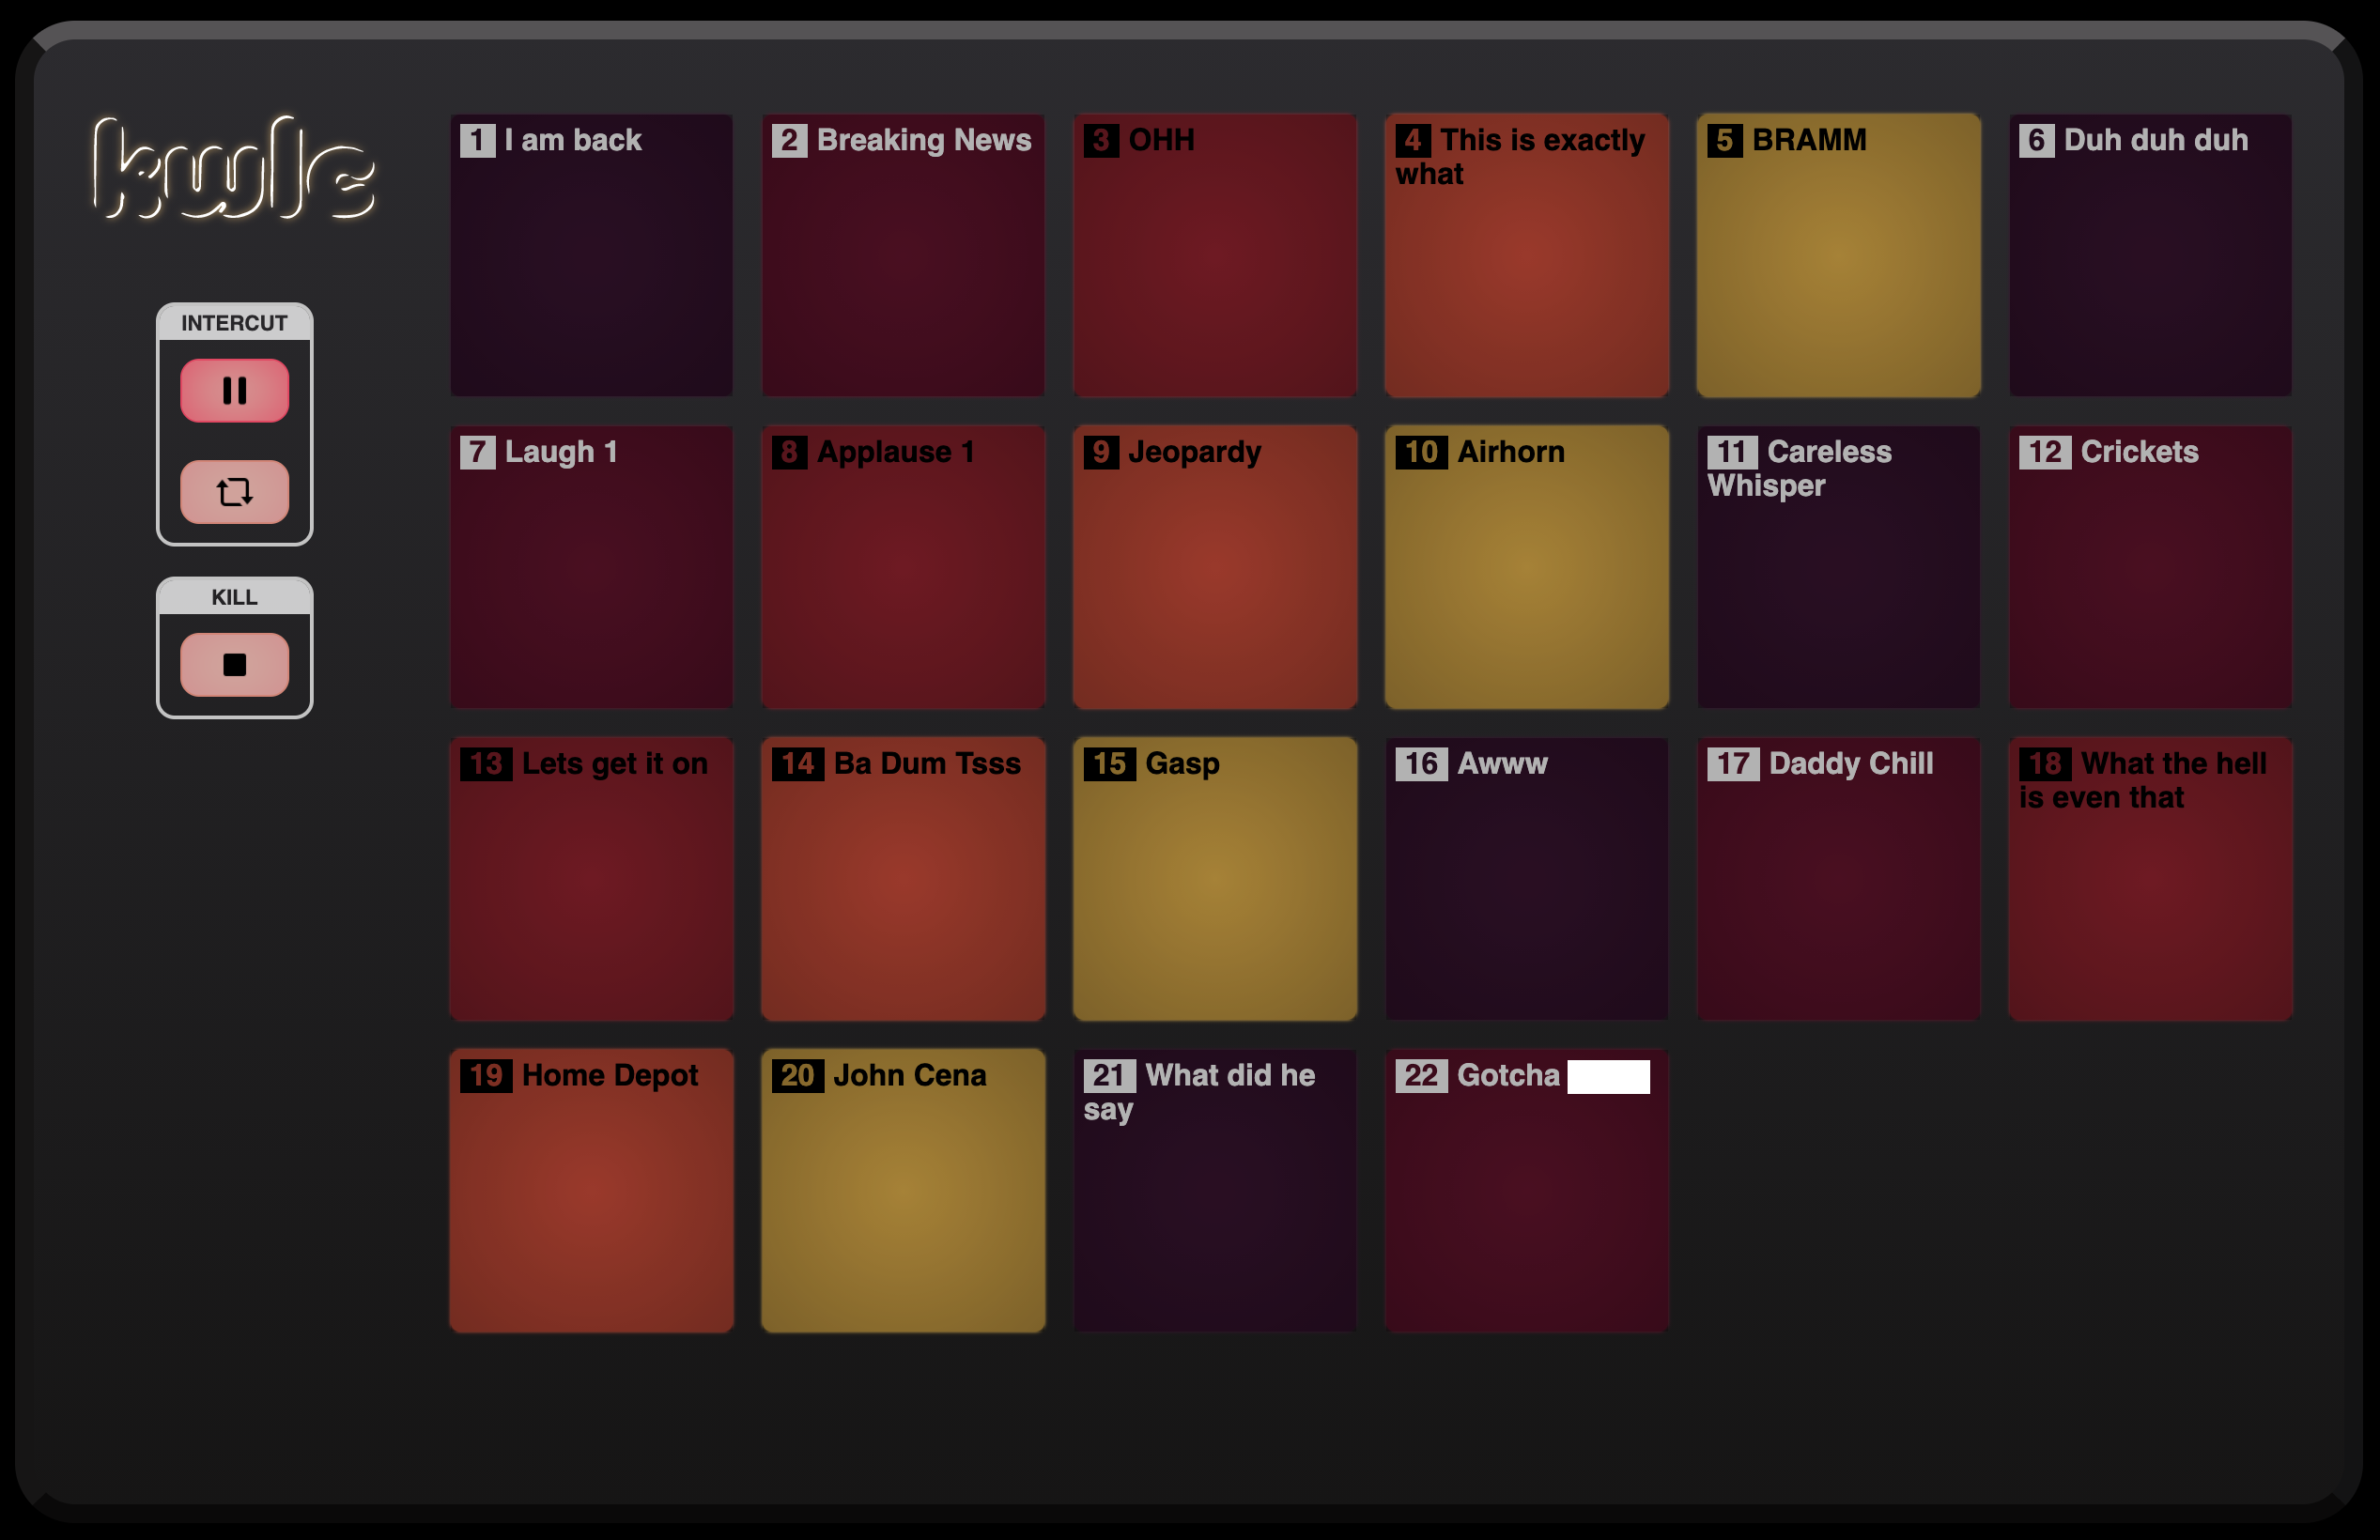 kwle
INTERCUT
KILL
1 I am back
2 Breaking News
3 OHH
4 This is exactly
what
5 BRAMM
6 Duh duh duh
7 Laugh 1
8 Applause 1
9 Jeopardy
10 Airhorn
11 Careless
Whisper
12 Crickets
13 Lets get it on
14 Ba Dum Tsss
15 Gasp
16 Awww
17 Daddy Chill
18 What the hell
is even that
19 Home Depot
20 John Cena
21 What did he
say
22 Gotcha